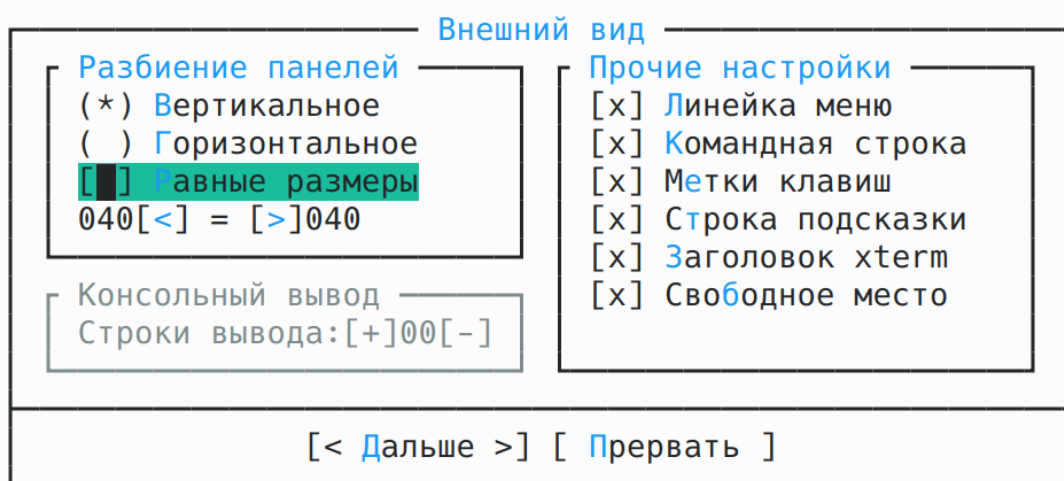 Внешний вид
Разбиение панелей
(*) Вертикальное
( ) Горизонтальное
[ ] Равные размеры
040[<] = [>]040
Консольный вывод
Строки вывода:[+]00[-]
Прочие настройки
[x] Линейка меню
[x] Командная строка
[x] Метки клавиш
[x] Строка подсказки
[x] Заголовок xterm
[x] Свободное место
[< Дальше >] [ Прервать ]